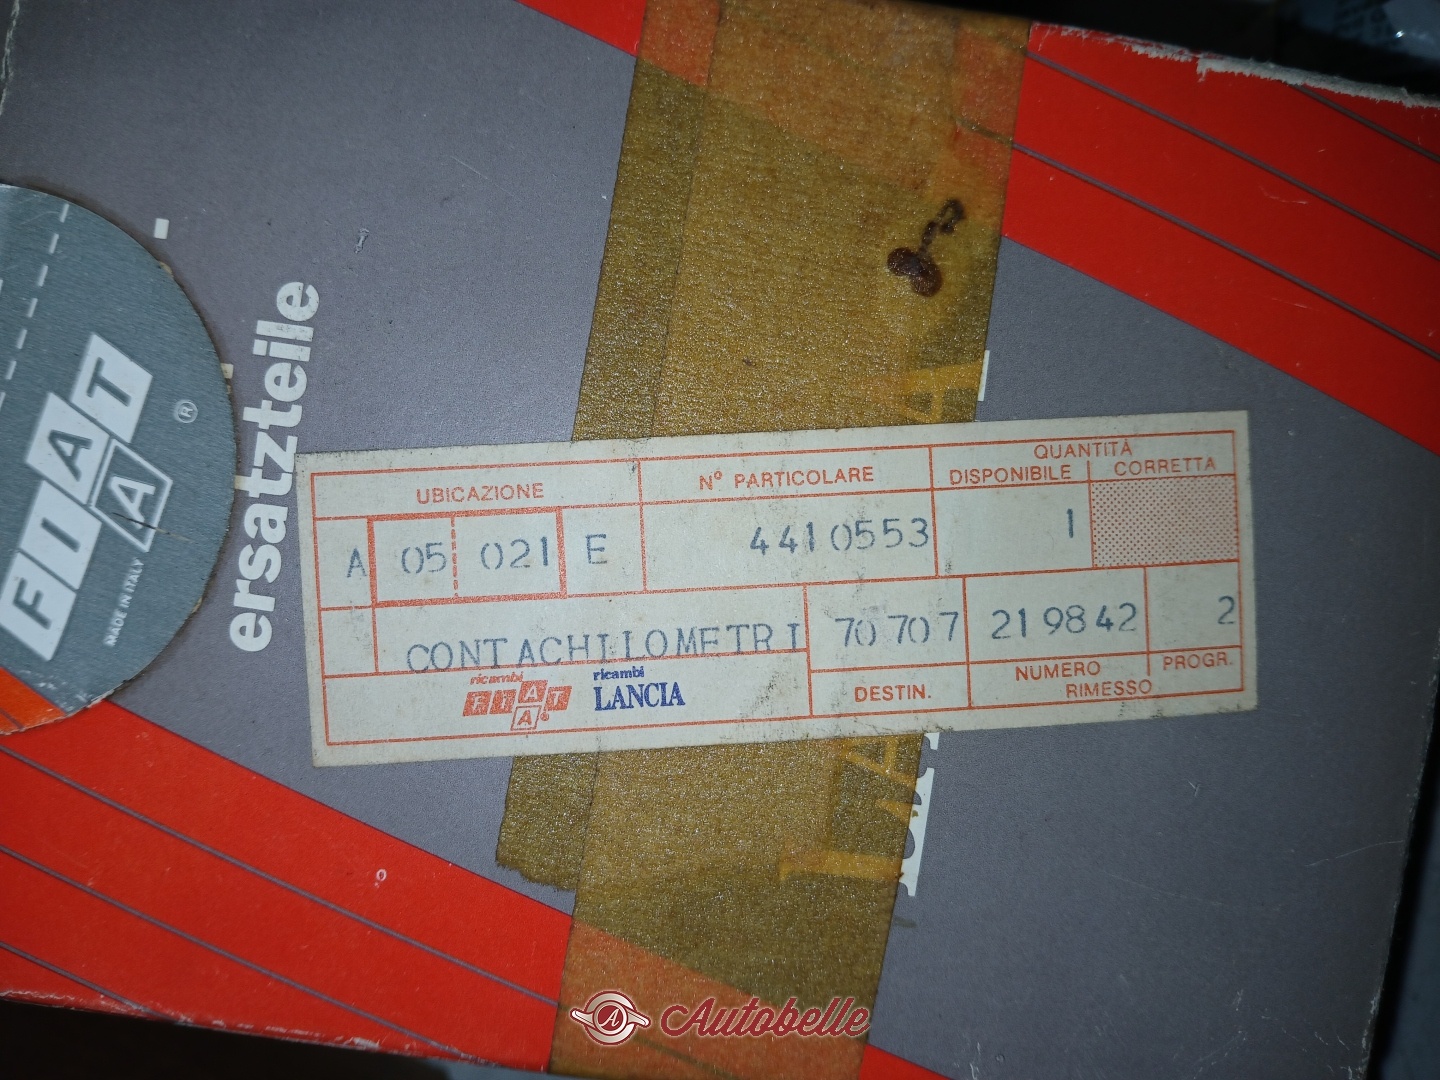 FIAT
A
®
MADE IN ITALY
ersatzteile
UBICAZIONE
Nº PARTICOLARE
QUANTITÀ
DISPONIBILE
CORRETTA
A 05 021 E
4410553
1
CONTACHILOMETRI
70707
219842
2
DESTIN.
NUMERO
RIMESSO
PROGR.
ricambi
FIAT
A
ricambi
LANCIA
A Autobelle